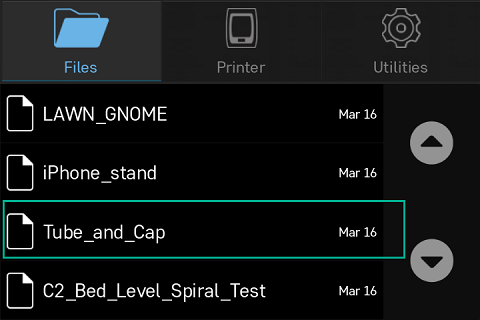 Files Printer Utilities
LAWN_GNOME Mar 16
iPhone_stand Mar 16
Tube_and_Cap Mar 16
C2_Bed_Level_Spiral_Test Mar 16